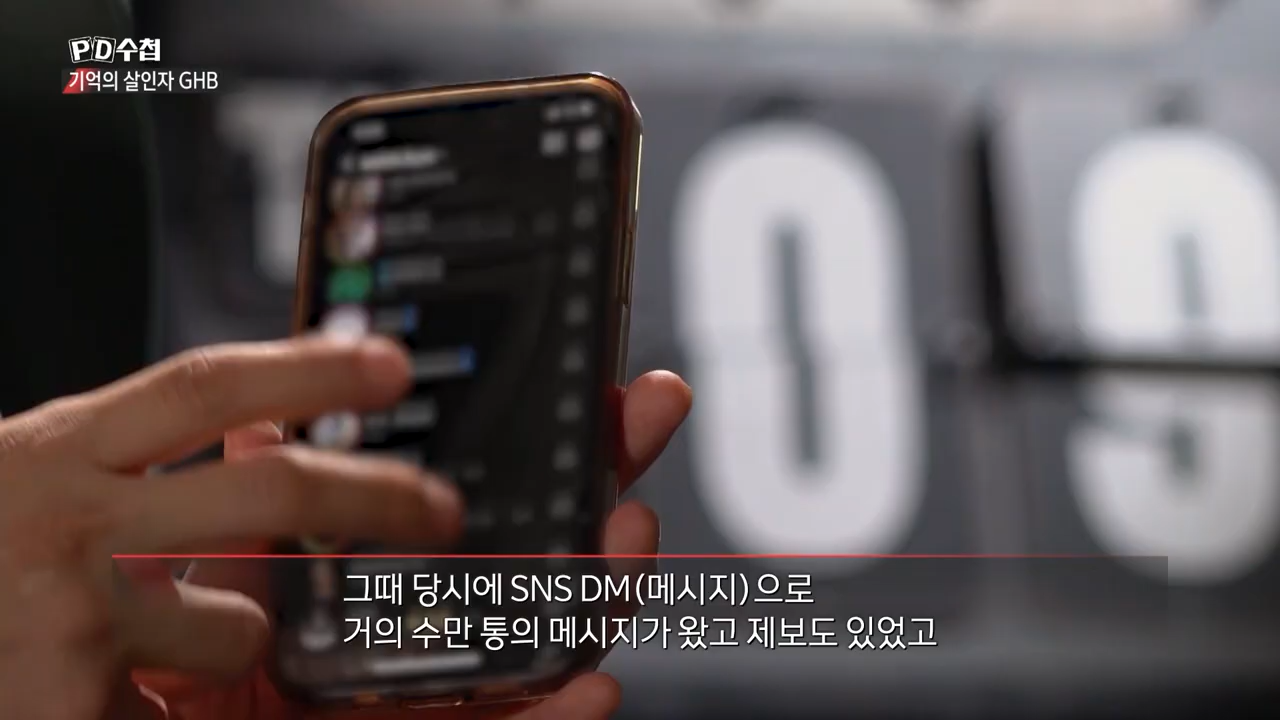 PD수첩
기억의 살인자 GHB
09
그때 당시에 SNS DM(메시지)으로
거의 수만 통의 메시지가 왔고 제보도 있었고